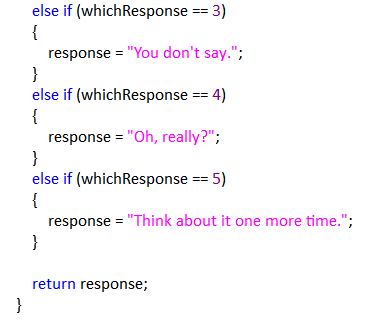 else if (whichResponse == 3)
{
response = "You don't say.";
}
else if (whichResponse == 4)
{
response = "Oh, really?";
}
else if (whichResponse == 5)
{
response = "Think about it one more time.";
}
return response;
}